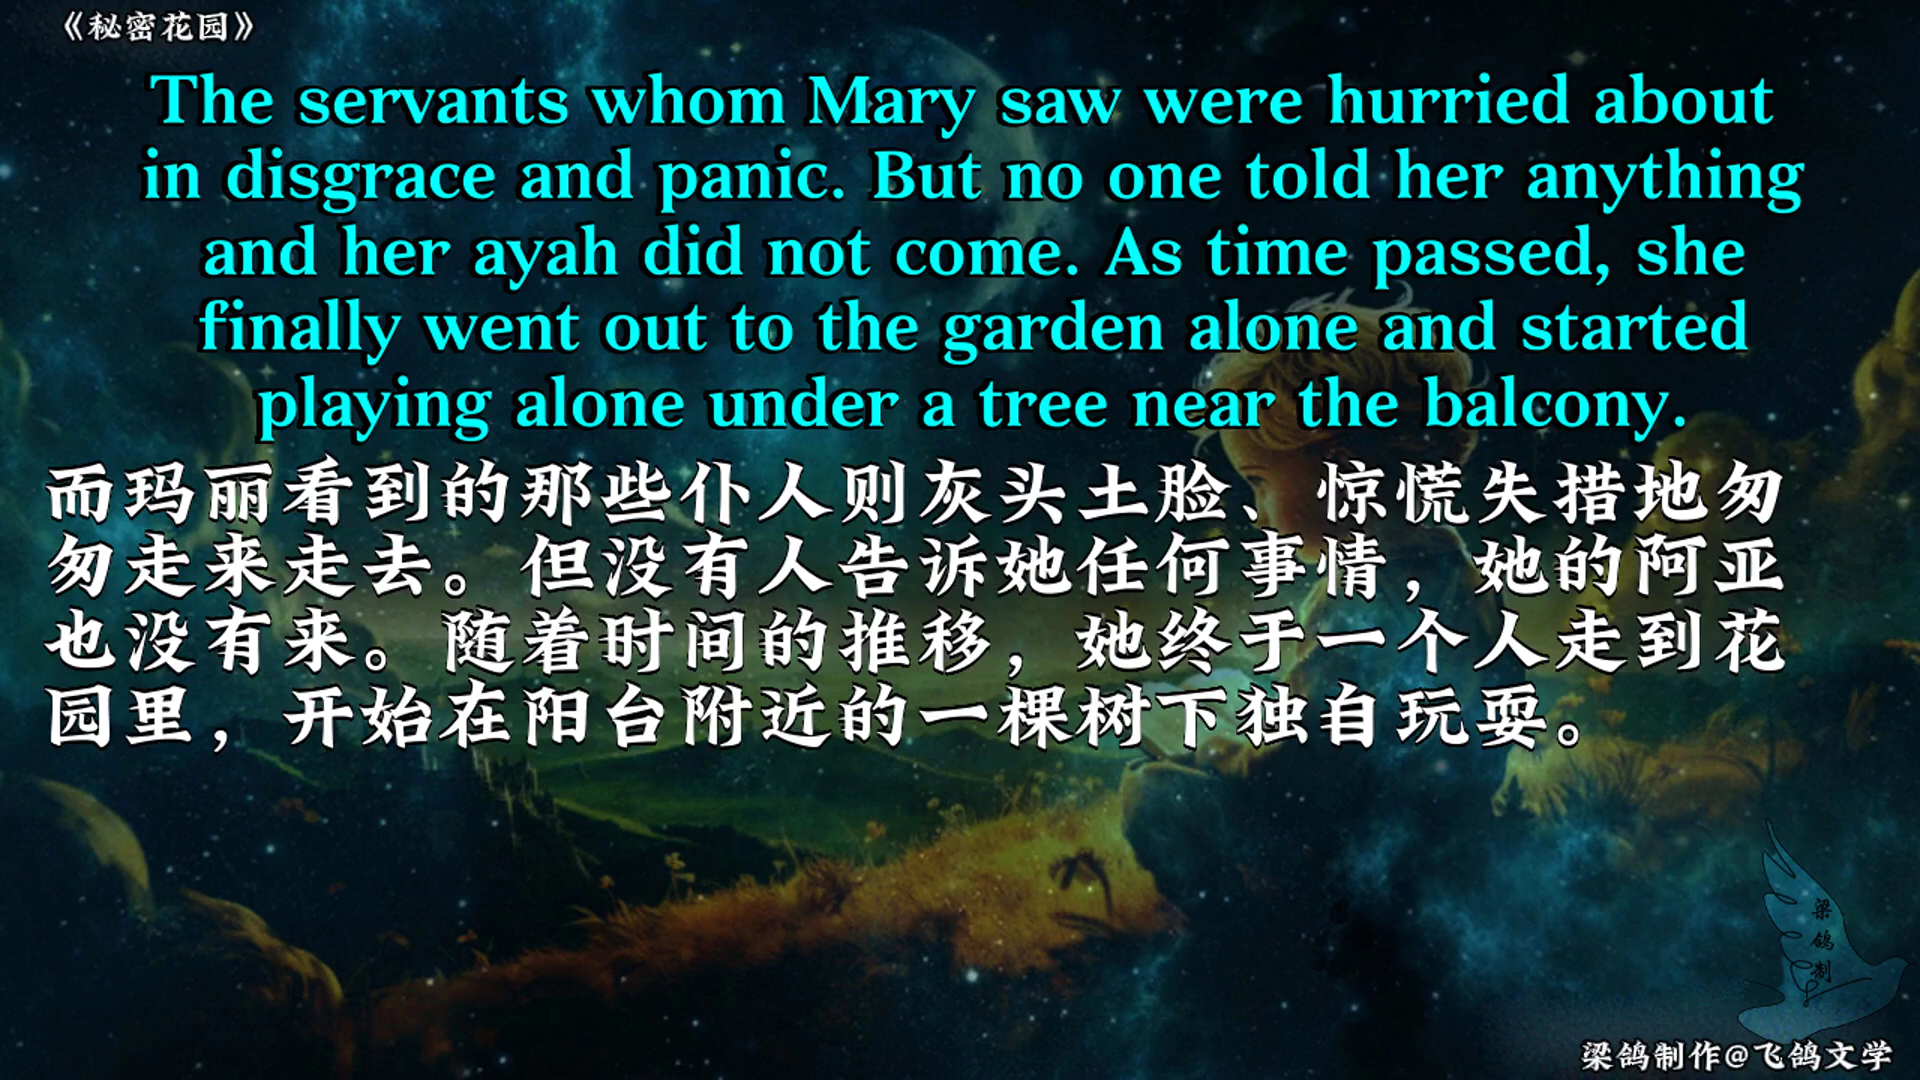 《秘密花园》
The servants whom Mary saw were hurried about
in disgrace and panic. But no one told her anything
and her ayah did not come. As time passed, she
finally went out to the garden alone and started
playing alone under a tree near the balcony.
而玛丽看到的那些仆人则灰头土脸、惊慌失措地匆
匆走来走去。但没有人告诉她任何事情，她的阿亚
也没有来。随着时间的推移，她终于一个人走到花
园里，开始在阳台附近的一棵树下独自玩耍。
梁
鸽
制
梁鸽制作@飞鸽文学